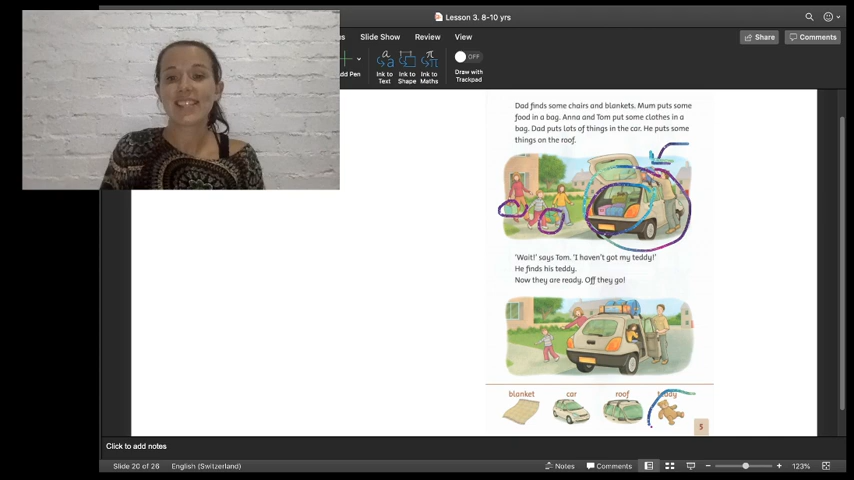 Lesson 3. 8-10 yrs
Slide Show
Review
View
Share
Comments
Ink to Text
Ink to Shape
Ink to Maths
OFF
Draw with Trackpad
Dad finds some chairs and blankets. Mum puts some
food in a bag. Anna and Tom put some clothes in a
bag. Dad puts lots of things in the car. He puts some
things on the roof.
'Wait!' says Tom. 'I haven't got my teddy!'
He finds his teddy.
Now they are ready. Off they go!
blanket
car
roof
teddy
5
Click to add notes
Slide 20 of 26
English (Switzerland)
Notes
Comments
123%